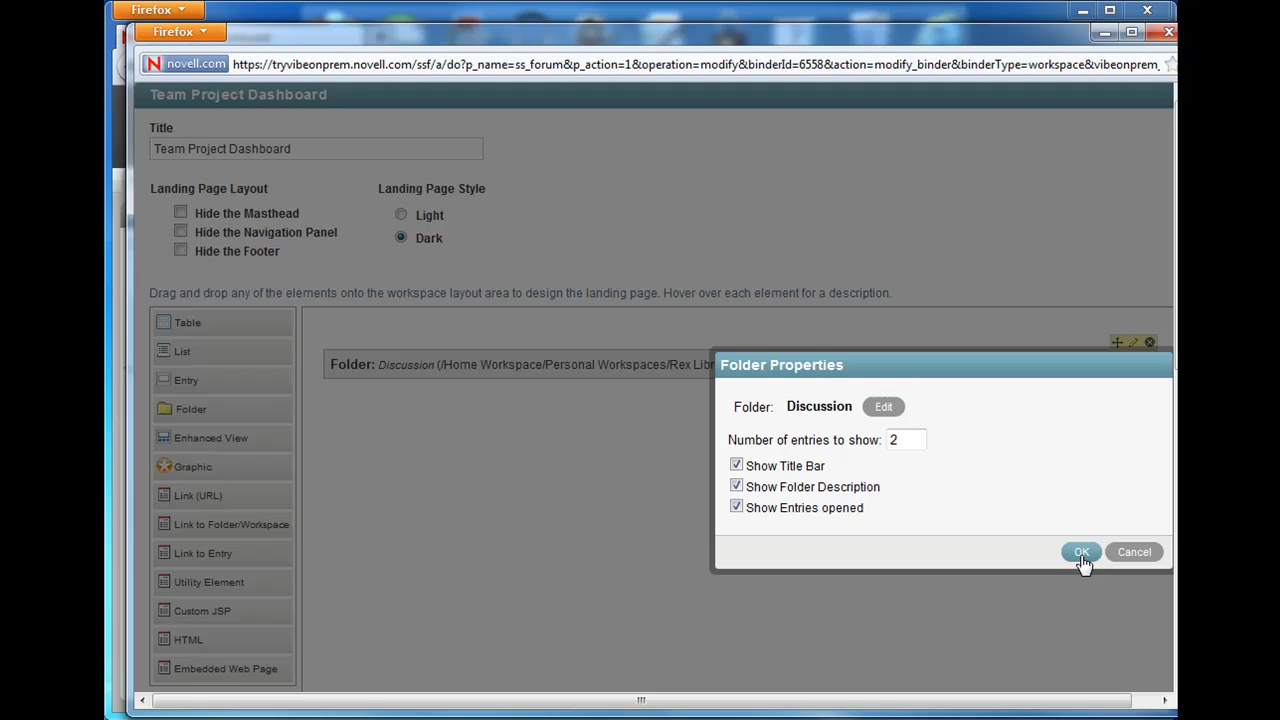 Firefox
Firefox
novell.com https://tryvibeonprem.novell.com/ssf/a/do?p_name=ss_forum&p_action=1&operation=modify&binderId=6558&action=modify_binder&binderType=workspace&vibeonprem_
Team Project Dashboard
Title
Team Project Dashboard
Landing Page Layout
Landing Page Style
Hide the Masthead
Light
Hide the Navigation Panel
Dark
Hide the Footer
Drag and drop any of the elements onto the workspace layout area to design the landing page. Hover over each element for a description.
Table
List
Entry
Folder
Enhanced View
Graphic
Link (URL)
Link to Folder/Workspace
Link to Entry
Utility Element
Custom JSP
HTML
Embedded Web Page
Folder: Discussion (/Home Workspace/Personal Workspaces/Rex Libr
Folder Properties
Folder: Discussion Edit
Number of entries to show: 2
Show Title Bar
Show Folder Description
Show Entries opened
OK Cancel